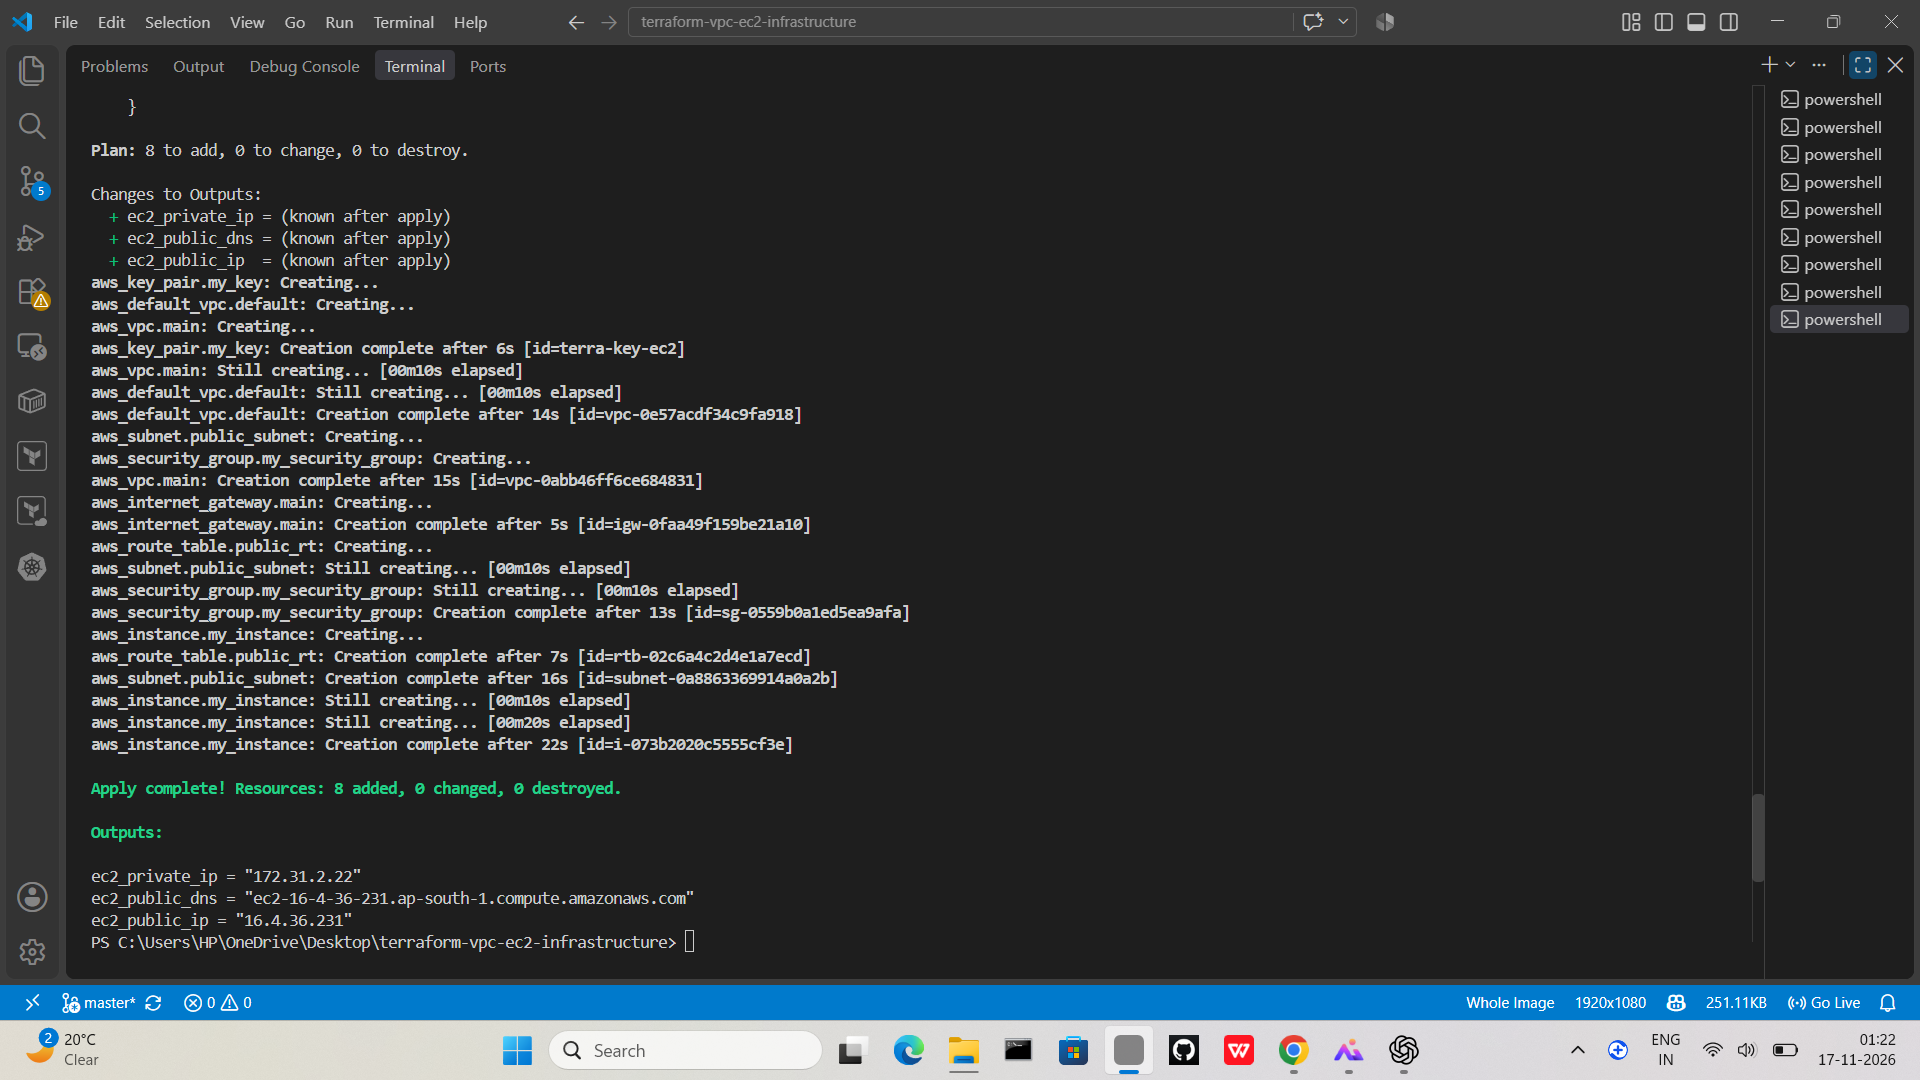 File Edit Selection View Go Run Terminal Help
terraform-vpc-ec2-infrastructure
Problems Output Debug Console Terminal Ports
}
Plan: 8 to add, 0 to change, 0 to destroy.
Changes to Outputs:
+ ec2_private_ip = (known after apply)
+ ec2_public_dns = (known after apply)
+ ec2_public_ip  = (known after apply)
aws_key_pair.my_key: Creating...
aws_default_vpc.default: Creating...
aws_vpc.main: Creating...
aws_key_pair.my_key: Creation complete after 6s [id=terra-key-ec2]
aws_vpc.main: Still creating... [00m10s elapsed]
aws_default_vpc.default: Still creating... [00m10s elapsed]
aws_default_vpc.default: Creation complete after 14s [id=vpc-0e57acdf34c9fa918]
aws_subnet.public_subnet: Creating...
aws_security_group.my_security_group: Creating...
aws_vpc.main: Creation complete after 15s [id=vpc-0abb46ff6ce684831]
aws_internet_gateway.main: Creating...
aws_internet_gateway.main: Creation complete after 5s [id=igw-0faa49f159be21a10]
aws_route_table.public_rt: Creating...
aws_subnet.public_subnet: Still creating... [00m10s elapsed]
aws_security_group.my_security_group: Still creating... [00m10s elapsed]
aws_security_group.my_security_group: Creation complete after 13s [id=sg-0559b0a1ed5ea9afa]
aws_instance.my_instance: Creating...
aws_route_table.public_rt: Creation complete after 7s [id=rtb-02c6a4c2d4e1a7ecd]
aws_subnet.public_subnet: Creation complete after 16s [id=subnet-0a8863369914a0a2b]
aws_instance.my_instance: Still creating... [00m10s elapsed]
aws_instance.my_instance: Still creating... [00m20s elapsed]
aws_instance.my_instance: Creation complete after 22s [id=i-073b2020c5555cf3e]
Apply complete! Resources: 8 added, 0 changed, 0 destroyed.
Outputs:
ec2_private_ip = "172.31.2.22"
ec2_public_dns = "ec2-16-4-36-231.ap-south-1.compute.amazonaws.com"
ec2_public_ip = "16.4.36.231"
PS C:\Users\HP\OneDrive\Desktop\terraform-vpc-ec2-infrastructure>
powershell
powershell
powershell
powershell
powershell
powershell
powershell
powershell
powershell
5
master* 0 0
Whole Image 1920x1080 251.11KB Go Live
2
20°C
Clear
Search
W
ENG
IN
01:22
17-11-2026